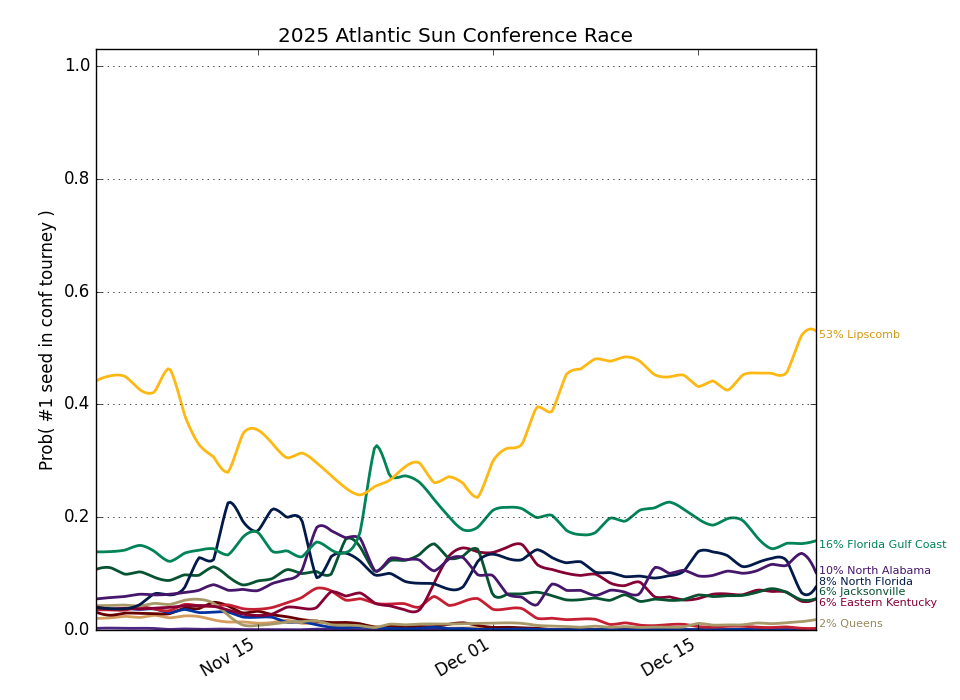 2025 Atlantic Sun Conference Race
Prob( #1 seed in conf tourney )
1.0
0.8
0.6
0.4
0.2
0.0
Nov 15
Dec 01
Dec 15
53% Lipscomb
16% Florida Gulf Coast
10% North Alabama
8% North Florida
6% Jacksonville
6% Eastern Kentucky
2% Queens